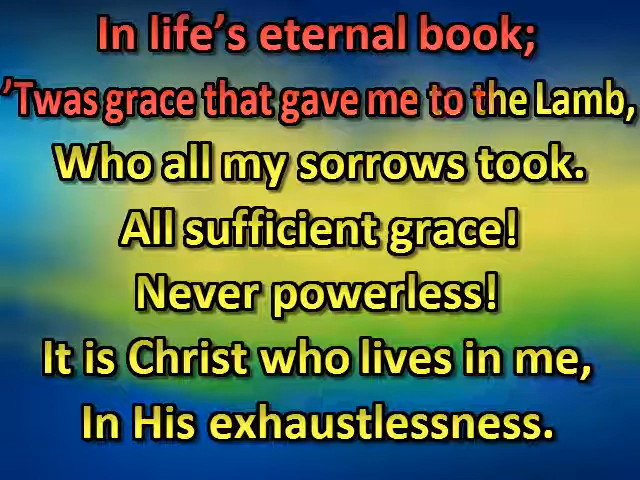 In life’s eternal book;
’Twas grace that gave me to the Lamb,
Who all my sorrows took.
All sufficient grace!
Never powerless!
It is Christ who lives in me,
In His exhaustlessness.